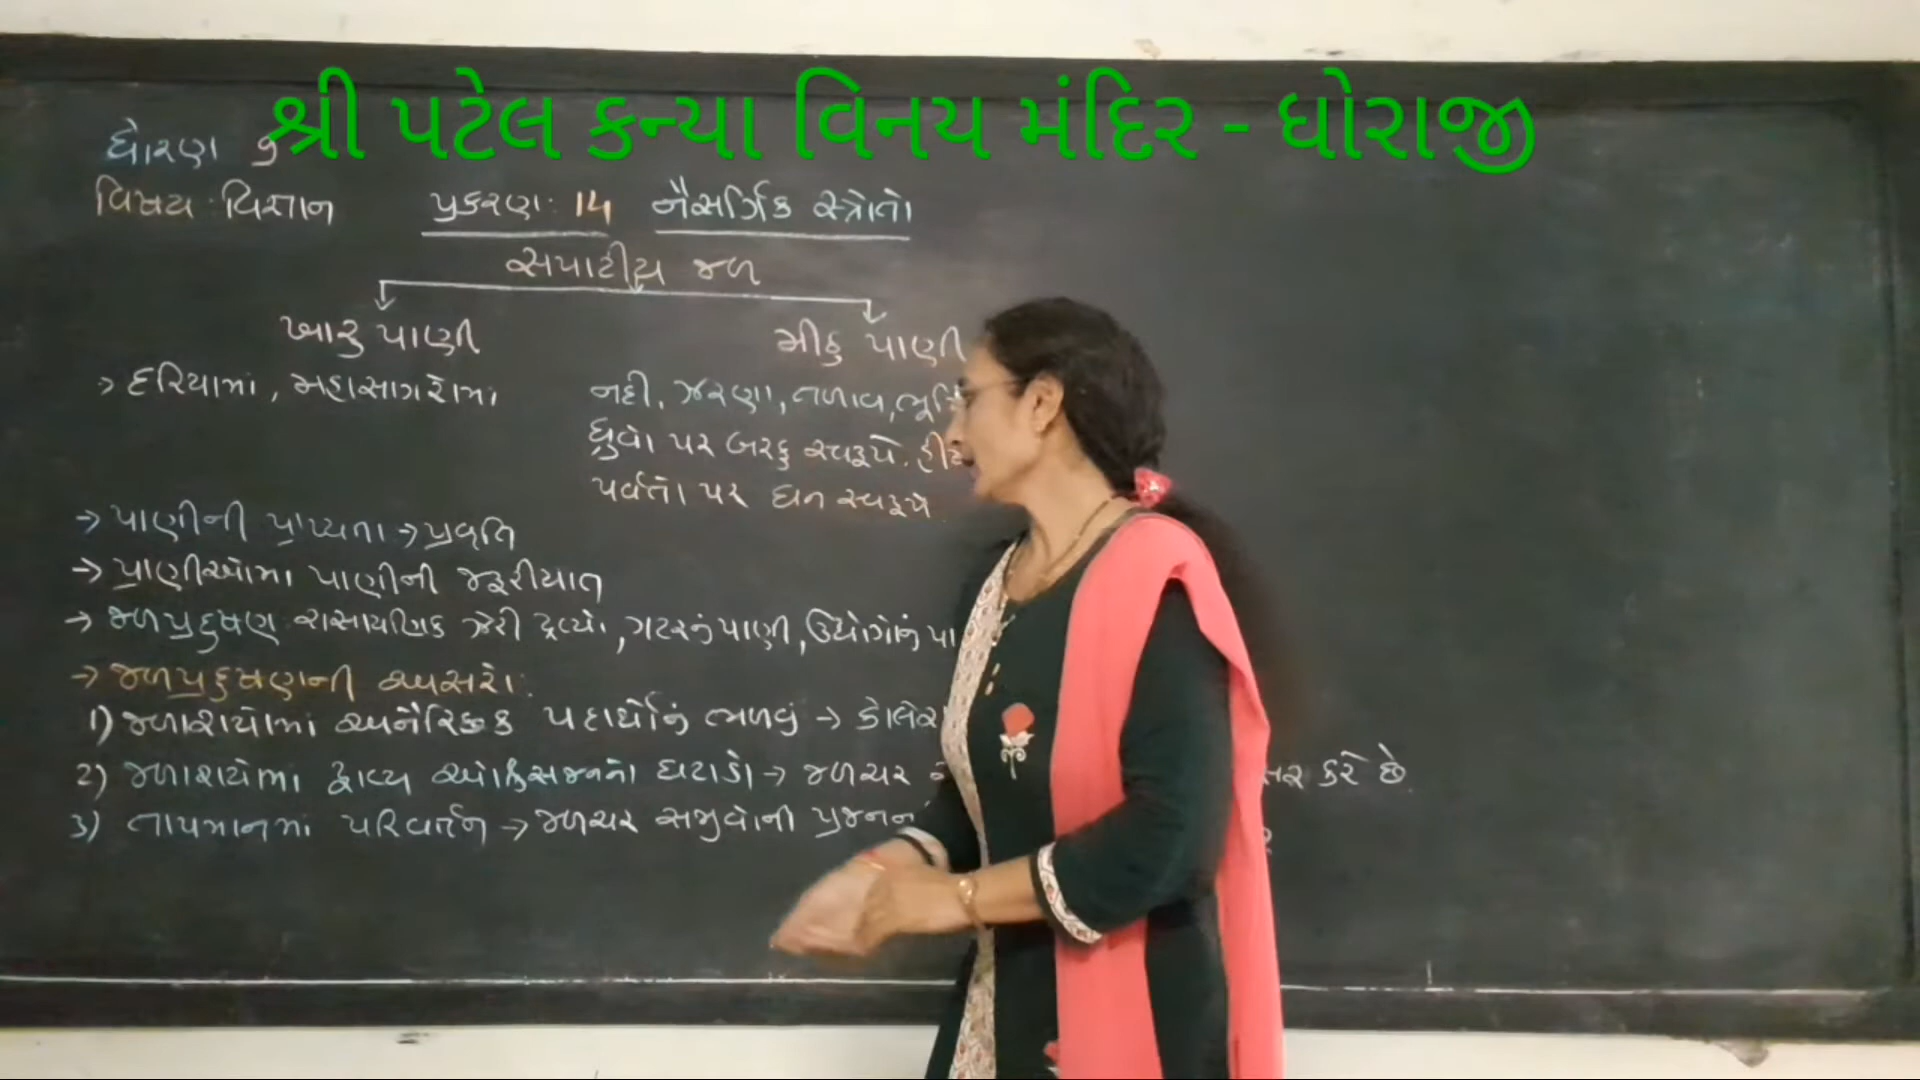 શ્રી પટેલ કન્યા વિનય મંદિર - ધોરાજી
ધોરણ 9
વિષય : વિજ્ઞાન પ્રકરણ : 14 નૈસર્ગિક સ્ત્રોતો
સપાટીય જળ
ખારુ પાણી મીઠુ પાણી
→ દરિયામાં, મહાસાગરોમાં નદી, ઝરણા, તળાવ,
ધ્રુવો પર બરફ સ્વરૂપે.
પર્વતો પર ઘન સ્વરૂપે.
→ પાણીની પ્રાપ્યતા → પ્રવૃતિ
→ પ્રાણીઓમાં પાણીની જરૂરીયાત
→ જળપ્રદુષણ રાસાયણિક ઝેરી દ્રવ્યો, ગટરનું પાણી, ઉદ્યોગોનું પા
→ જળપ્રદુષણની અસરો :
1) જળાશયોમાં અનૈચ્છિક પદાર્થોનું ભળવું → કોલેરા
2) જળાશયોમાં દ્રાવ્ય ઓક્સિજનનો ઘટાડો → જળચર કરે છે.
3) તાપમાનમાં પરિવર્તન → જળચર સજીવોની પ્રજનન